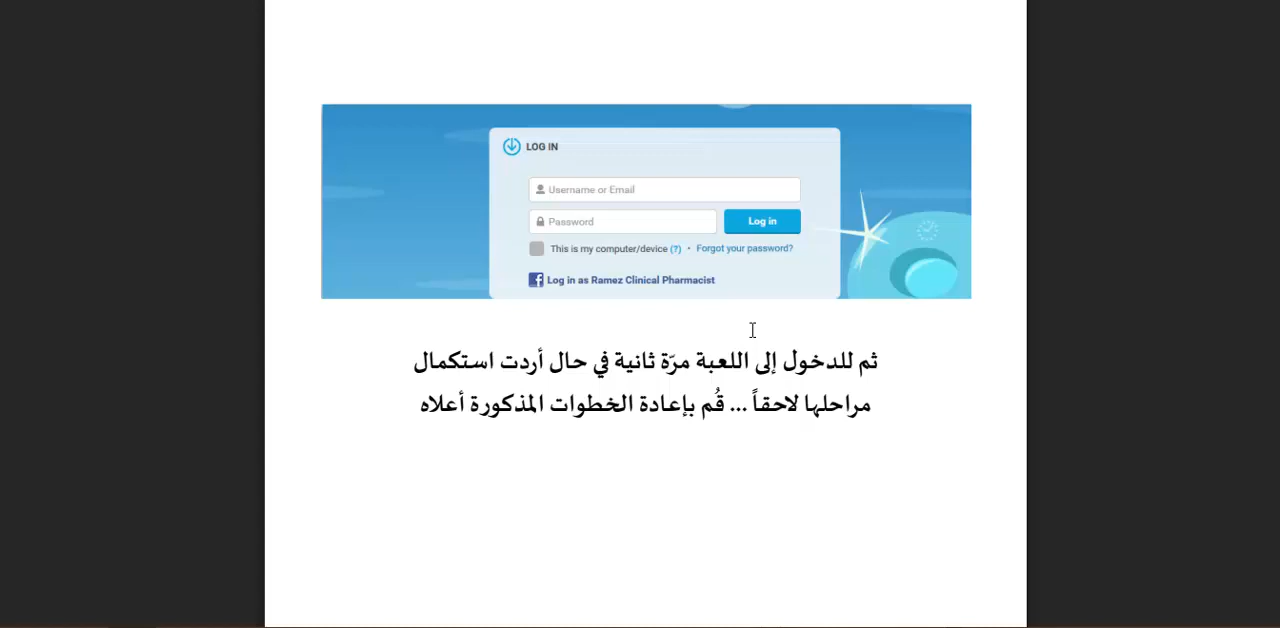 LOG IN
Username or Email
Password
Log in
This is my computer/device (?) • Forgot your password?
Log in as Ramez Clinical Pharmacist
ثم للدخول إلى اللعبة مرّة ثانية في حال أردت استكمال
مراحلها لاحقاً ... قُم بإعادة الخطوات المذكورة أعلاه